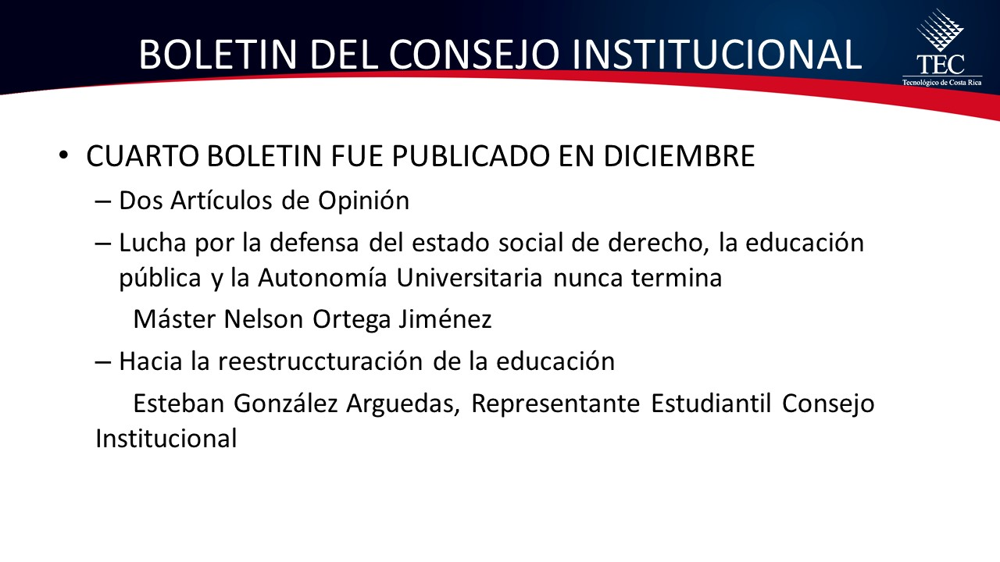 BOLETIN DEL CONSEJO INSTITUCIONAL
TEC
Tecnológico de Costa Rica
• CUARTO BOLETIN FUE PUBLICADO EN DICIEMBRE
– Dos Artículos de Opinión
– Lucha por la defensa del estado social de derecho, la educación
pública y la Autonomía Universitaria nunca termina
Máster Nelson Ortega Jiménez
– Hacia la reestruccturación de la educación
Esteban González Arguedas, Representante Estudiantil Consejo
Institucional